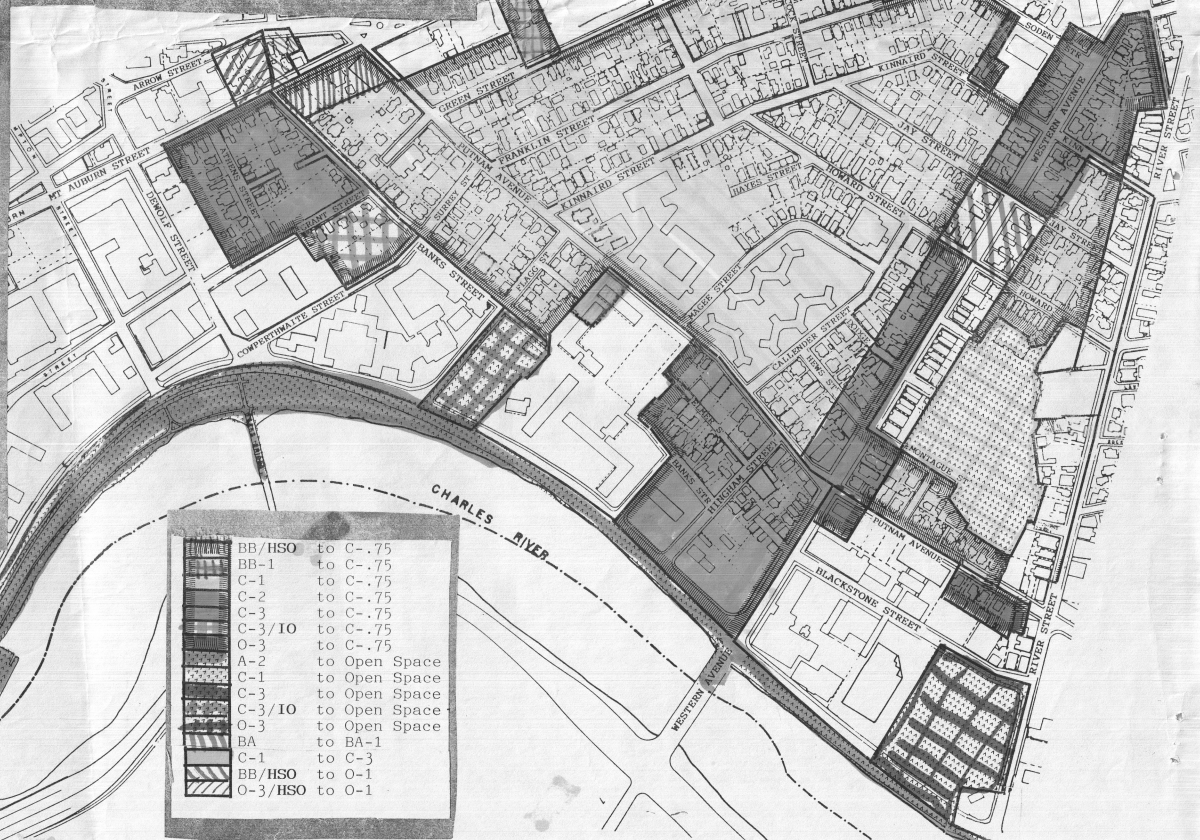 SODEN
STR
ARROW STREET
GREEN STREET
KINNAIRD STREET
FRANKLIN STREET
JAY STREET
WESTERN AVENUE
KINN
RIVER STREET
MT AUBURN STREET
DEWOLF STREET
PUTNAM AVENUE
SURREY
KINNAIRD STREET
HAYES STREET
HOWARD STREET
JAY STREET
HOWARD
BANKS STREET
PLACE ST
MAGEE STREET
CALLENDER STREET
HEWS ST
COWPERTHWAITE STREET
STREET
BANKS STR
HINGHAM STREET
MONTAGUE
PUTNAM AVENUE
BLACKSTONE STREET
RIVER STREET
WESTERN AVENUE
CHARLES RIVER
BB/HSO to C-.75
BB-1 to C-.75
C-1 to C-.75
C-2 to C-.75
C-3 to C-.75
C-3/IO to C-.75
O-3 to C-.75
A-2 to Open Space
C-1 to Open Space
C-3 to Open Space
C-3/IO to Open Space
O-3 to Open Space
BA to BA-1
C-1 to C-3
BB/HSO to O-1
O-3/HSO to O-1